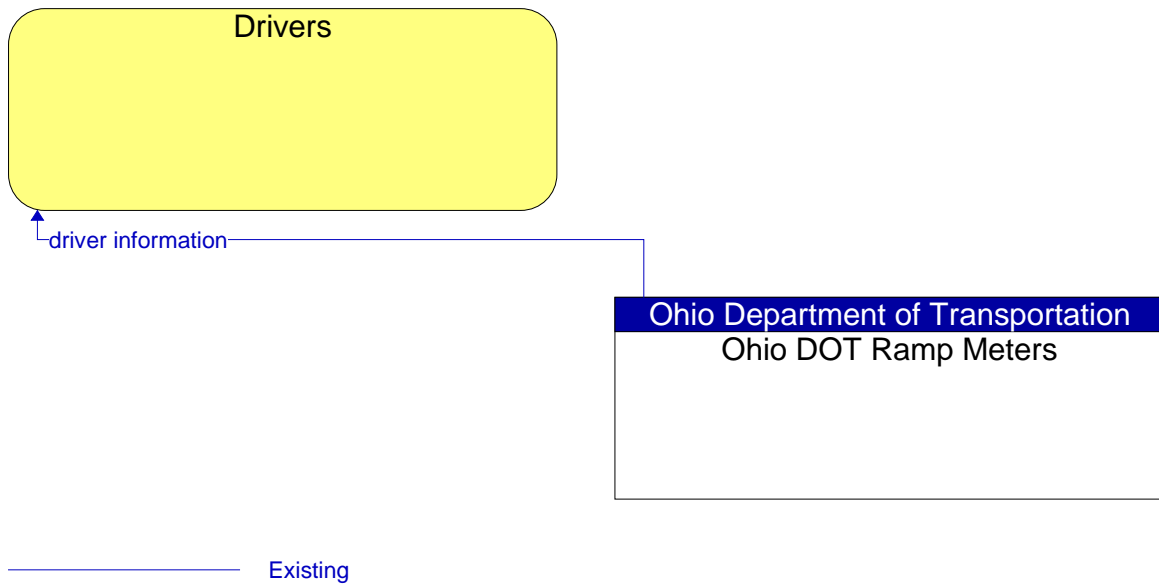 Drivers
driver information
Ohio Department of Transportation
Ohio DOT Ramp Meters
Existing